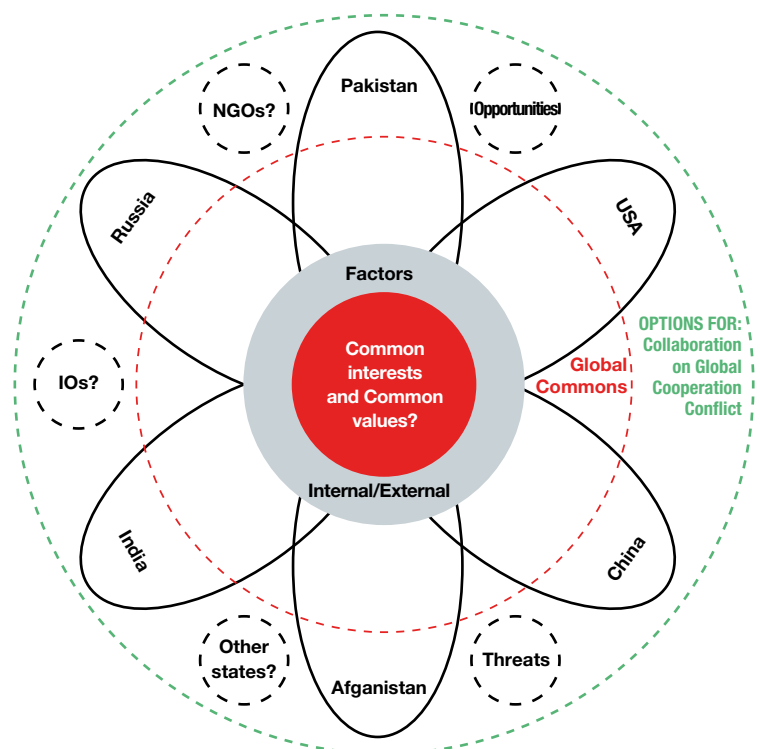 Pakistan
NGOs?
Opportunities
Russia
USA
Factors
OPTIONS FOR:
Collaboration
on Global
Cooperation
Conflict
Global
Commons
Common
interests
and Common
values?
IOs?
Internal/External
India
China
Other
states?
Threats
Afganistan